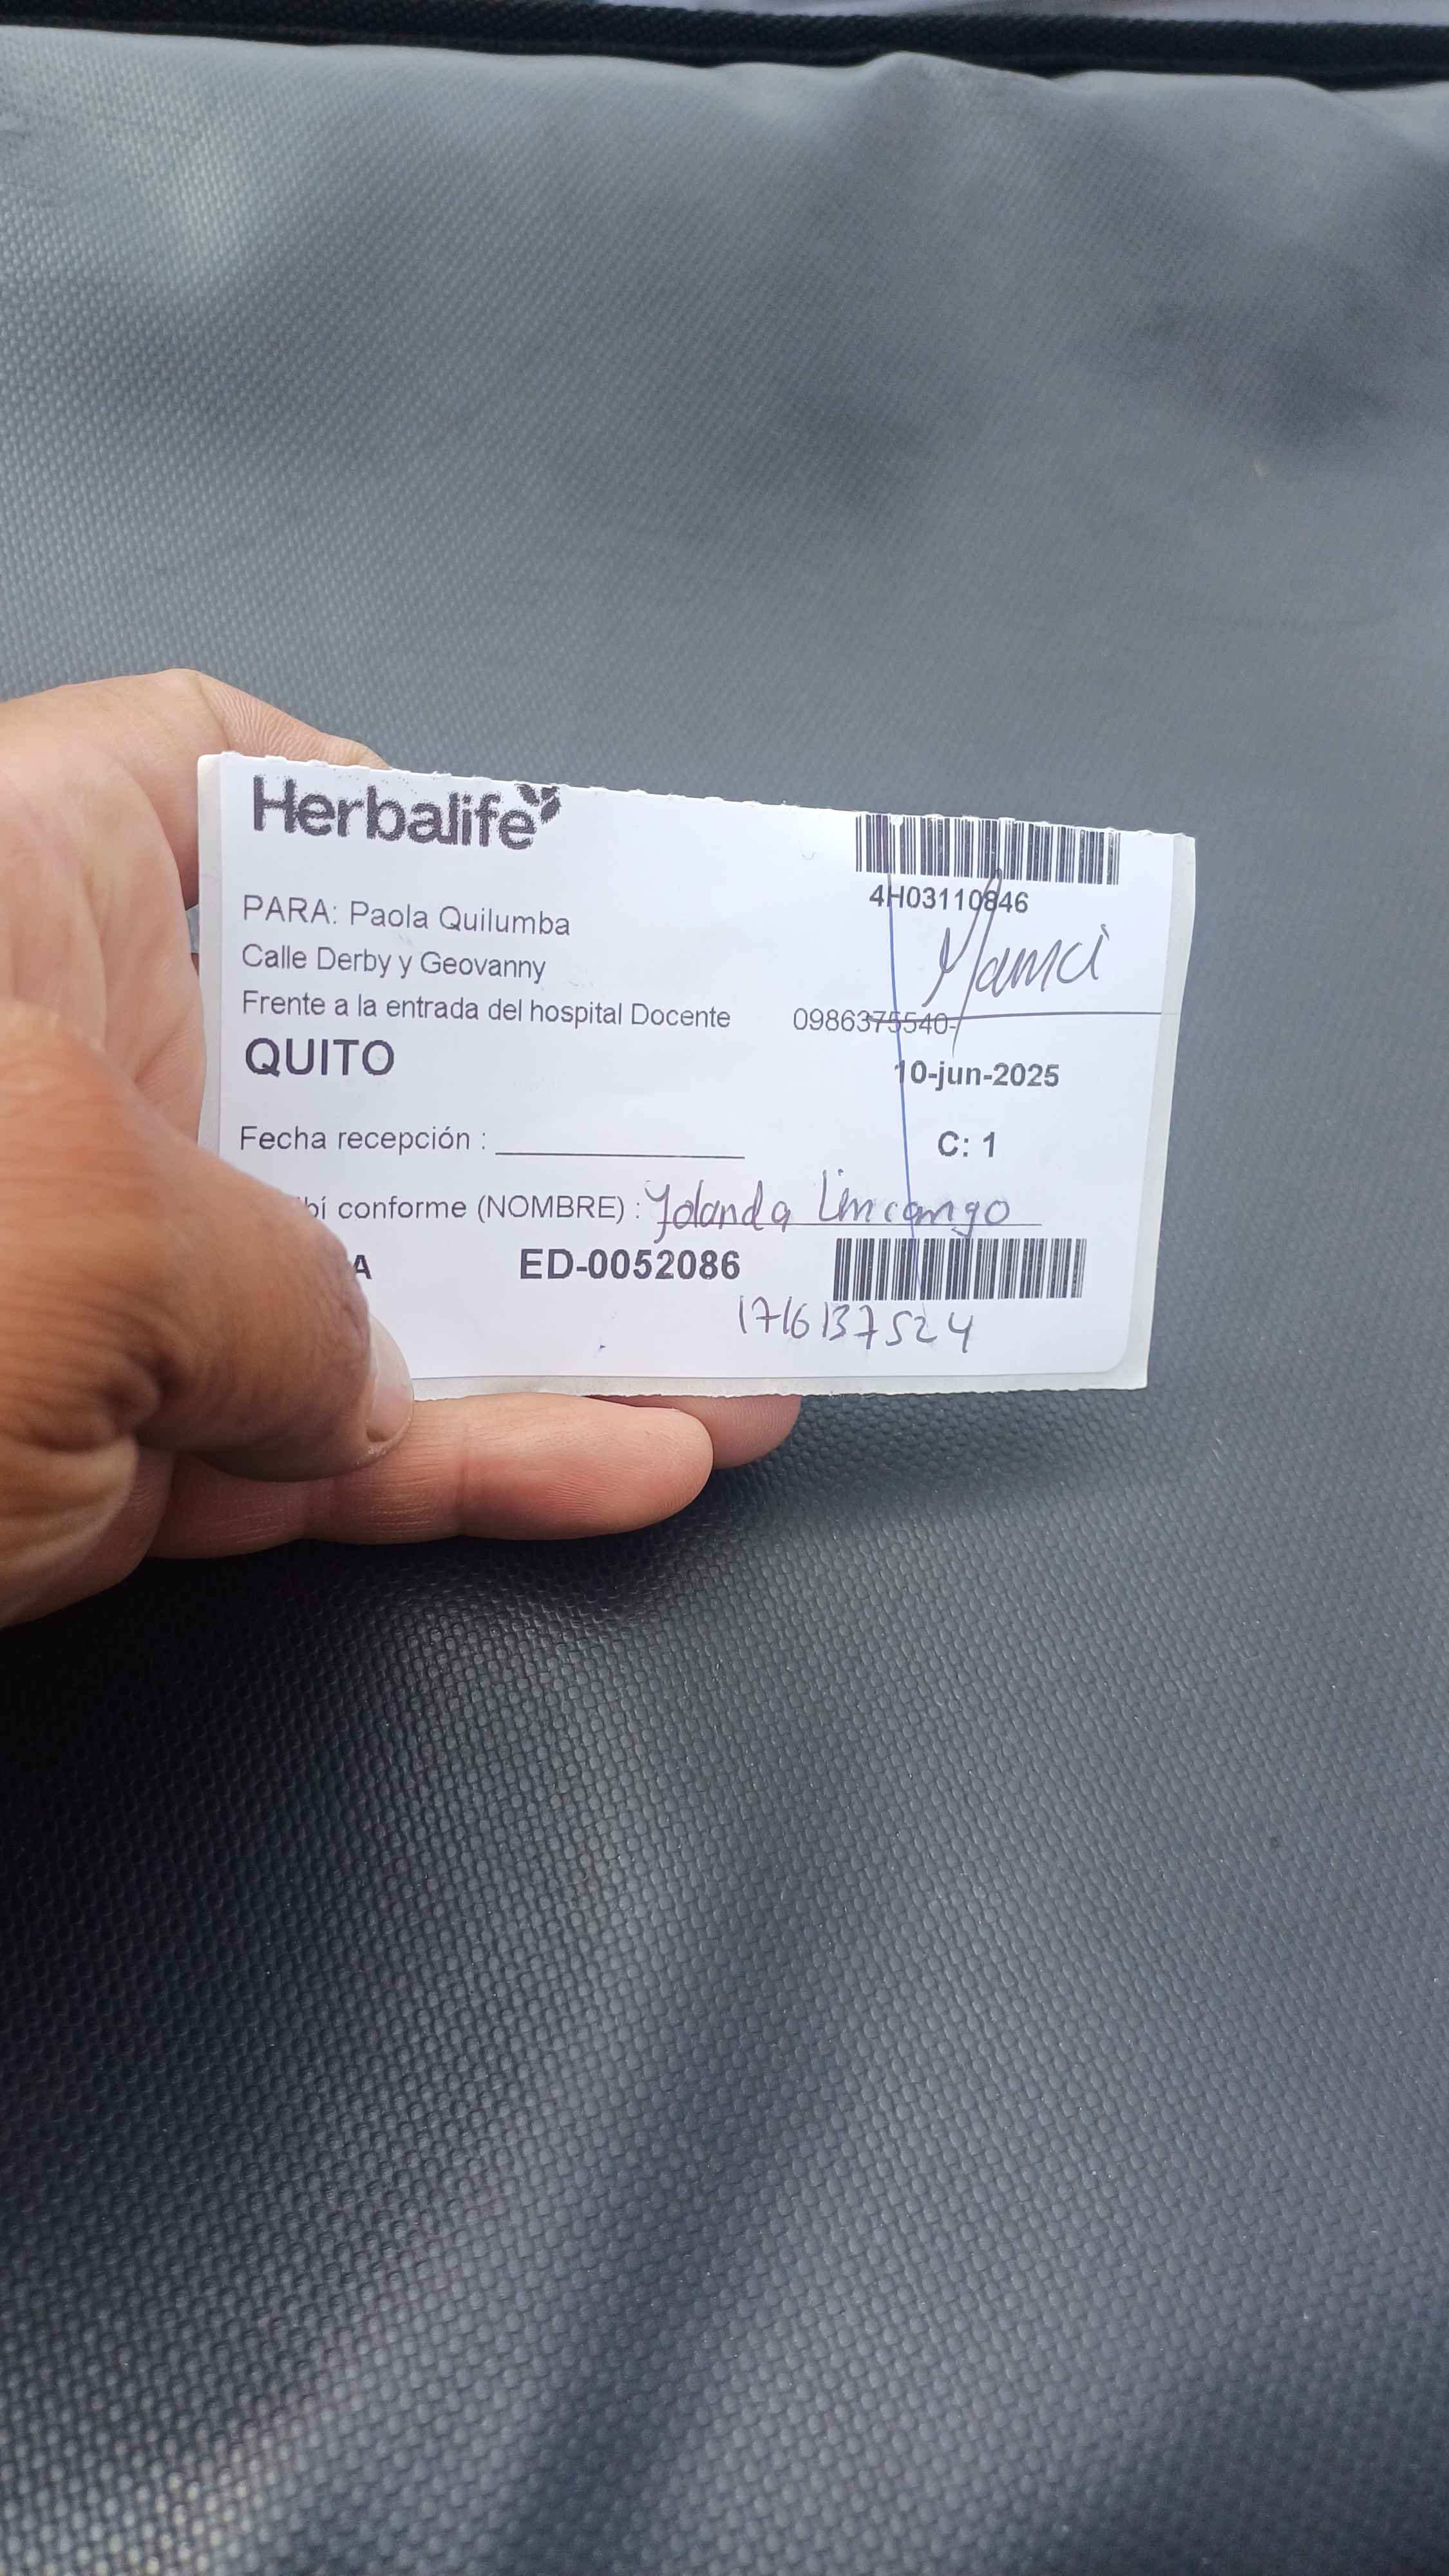 Herbalife
4H03110846
PARA: Paola Quilumba
Calle Derby y Geovanny
Frente a la entrada del hospital Docente 0986375540-
QUITO
10-jun-2025
Fecha recepción :
C: 1
bí conforme (NOMBRE) : Yolanda Lincango
A ED-0052086
1716137524